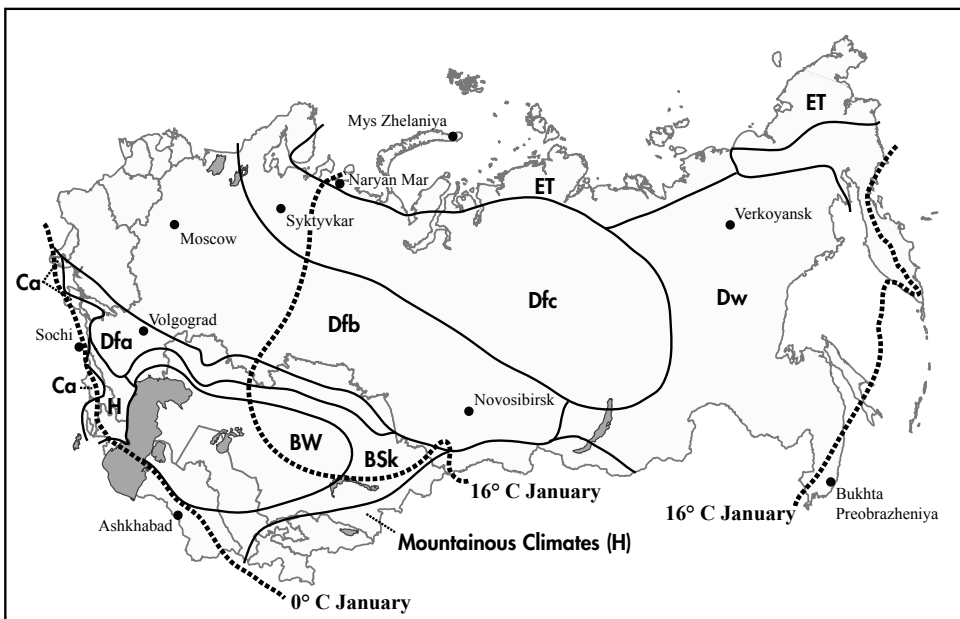 ET
Mys Zhelaniya
Naryan Mar
ET
Syktyvkar
Verkoyansk
Moscow
Ca
Dfc
Dw
Dfb
Volgograd
Sochi
Dfa
Ca
H
Novosibirsk
BW
BSk
16° C January
Bukhta
Preobrazheniya
16° C January
Ashkhabad
Mountainous Climates (H)
0° C January